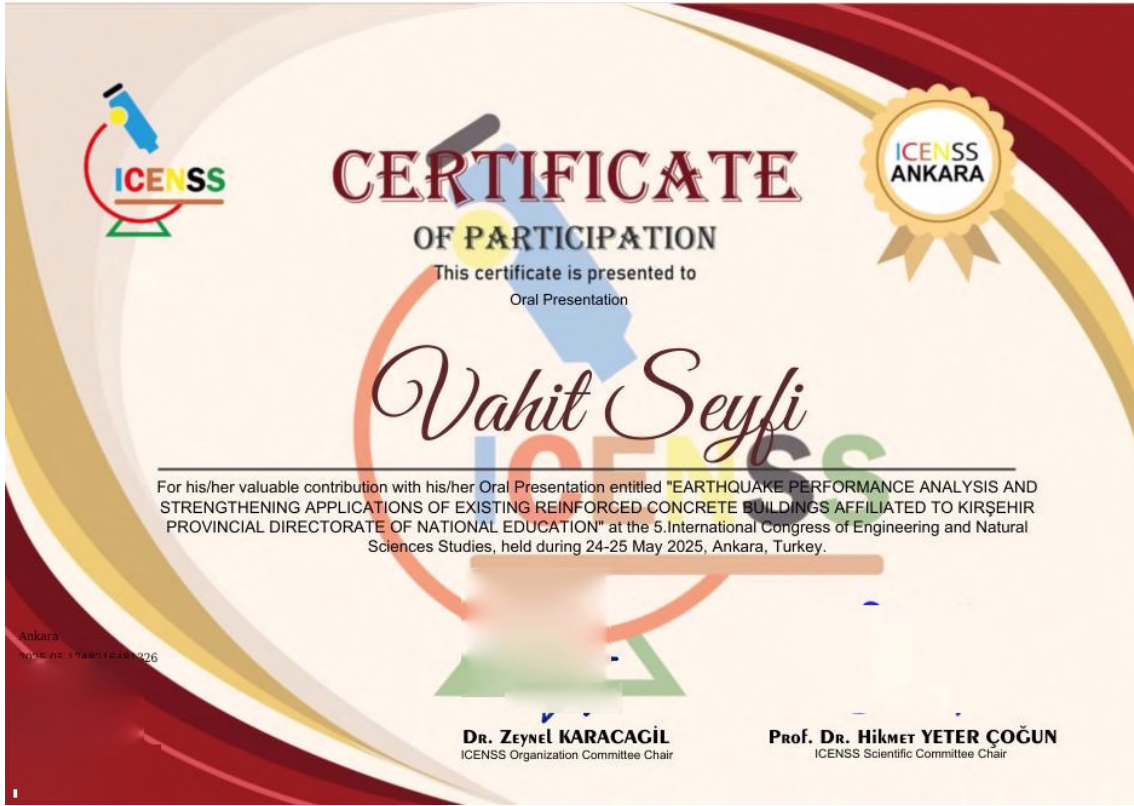 ICENSS
ICENSS
ANKARA
CERTIFICATE
OF PARTICIPATION
This certificate is presented to
Oral Presentation
Vahit Seyfi
ICENSS
For his/her valuable contribution with his/her Oral Presentation entitled "EARTHQUAKE PERFORMANCE ANALYSIS AND
STRENGTHENING APPLICATIONS OF EXISTING REINFORCED CONCRETE BUILDINGS AFFILIATED TO KIRŞEHİR
PROVINCIAL DIRECTORATE OF NATIONAL EDUCATION" at the 5.International Congress of Engineering and Natural
Sciences Studies, held during 24-25 May 2025, Ankara, Turkey.
Ankara
Dr. Zeynel KARACAGİL
ICENSS Organization Committee Chair
Prof. Dr. Hikmet YETER ÇOĞUN
ICENSS Scientific Committee Chair